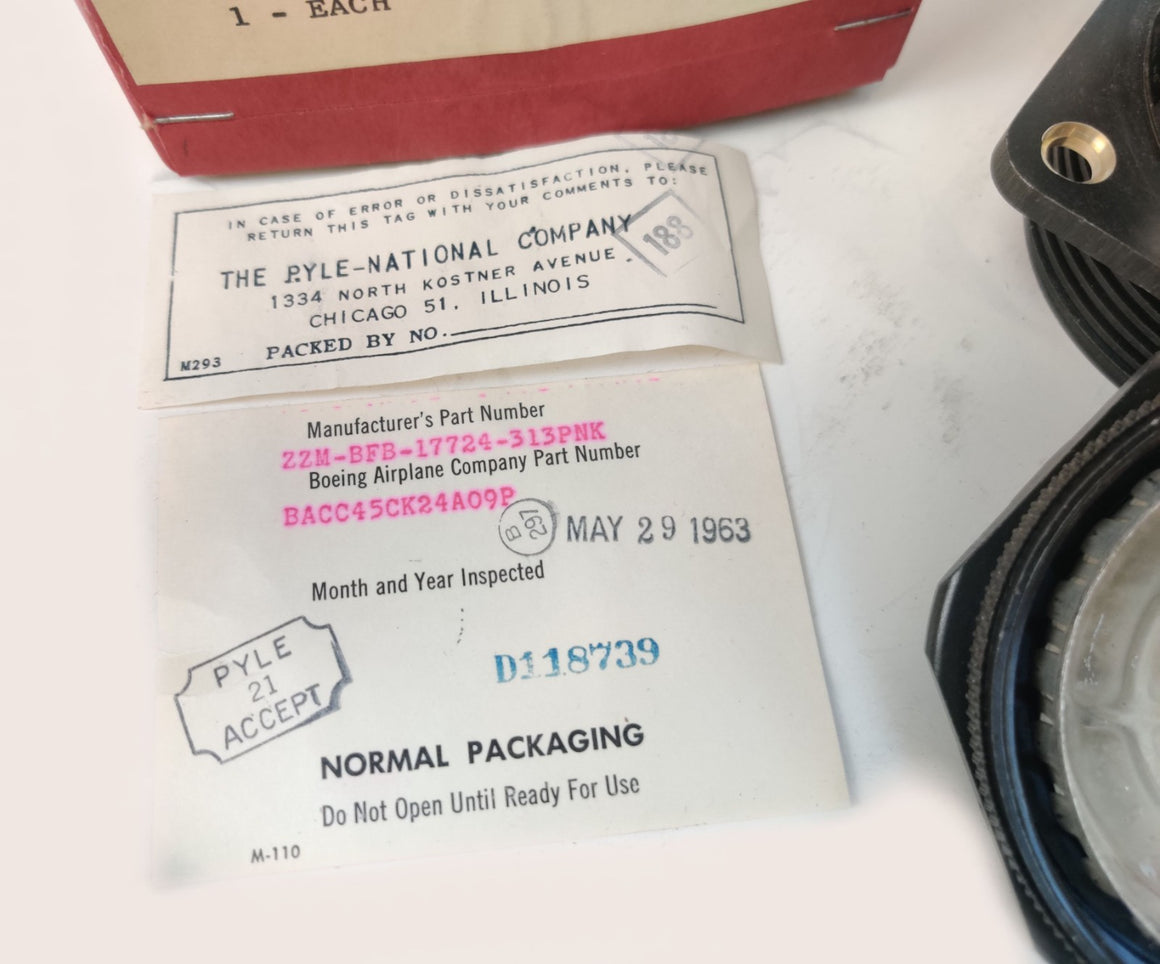 1 - EACH
IN CASE OF ERROR OR DISSATISFACTION, PLEASE
RETURN THIS TAG WITH YOUR COMMENTS TO:
THE PYLE-NATIONAL COMPANY
1334 NORTH KOSTNER AVENUE.
CHICAGO 51, ILLINOIS
188
PACKED BY NO.
M293
Manufacturer's Part Number
ZZM-BFB-17724-313PNK
Boeing Airplane Company Part Number
BACC45CK24A09P
B 297
MAY 29 1963
Month and Year Inspected
PYLE
21
ACCEPT
D118739
NORMAL PACKAGING
Do Not Open Until Ready For Use
M-110